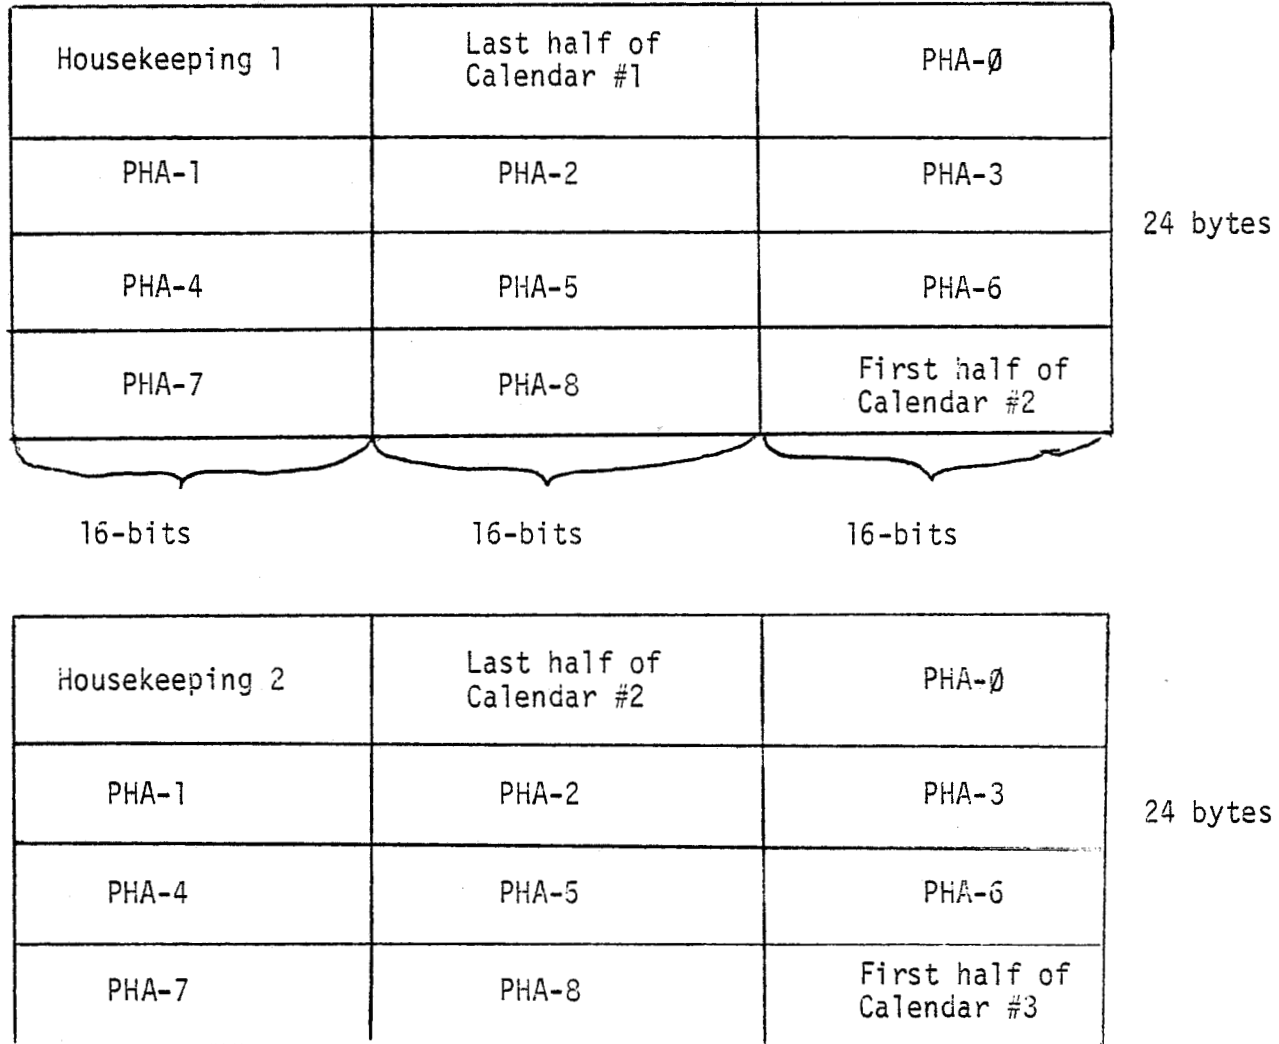 Housekeeping 1
Last half of
Calendar #1
PHA-Ø
PHA-1
PHA-2
PHA-3
24 bytes
PHA-4
PHA-5
PHA-6
PHA-7
PHA-8
First half of
Calendar #2
16-bits
16-bits
16-bits
Housekeeping 2
Last half of
Calendar #2
PHA-Ø
PHA-1
PHA-2
PHA-3
24 bytes
PHA-4
PHA-5
PHA-6
PHA-7
PHA-8
First half of
Calendar #3